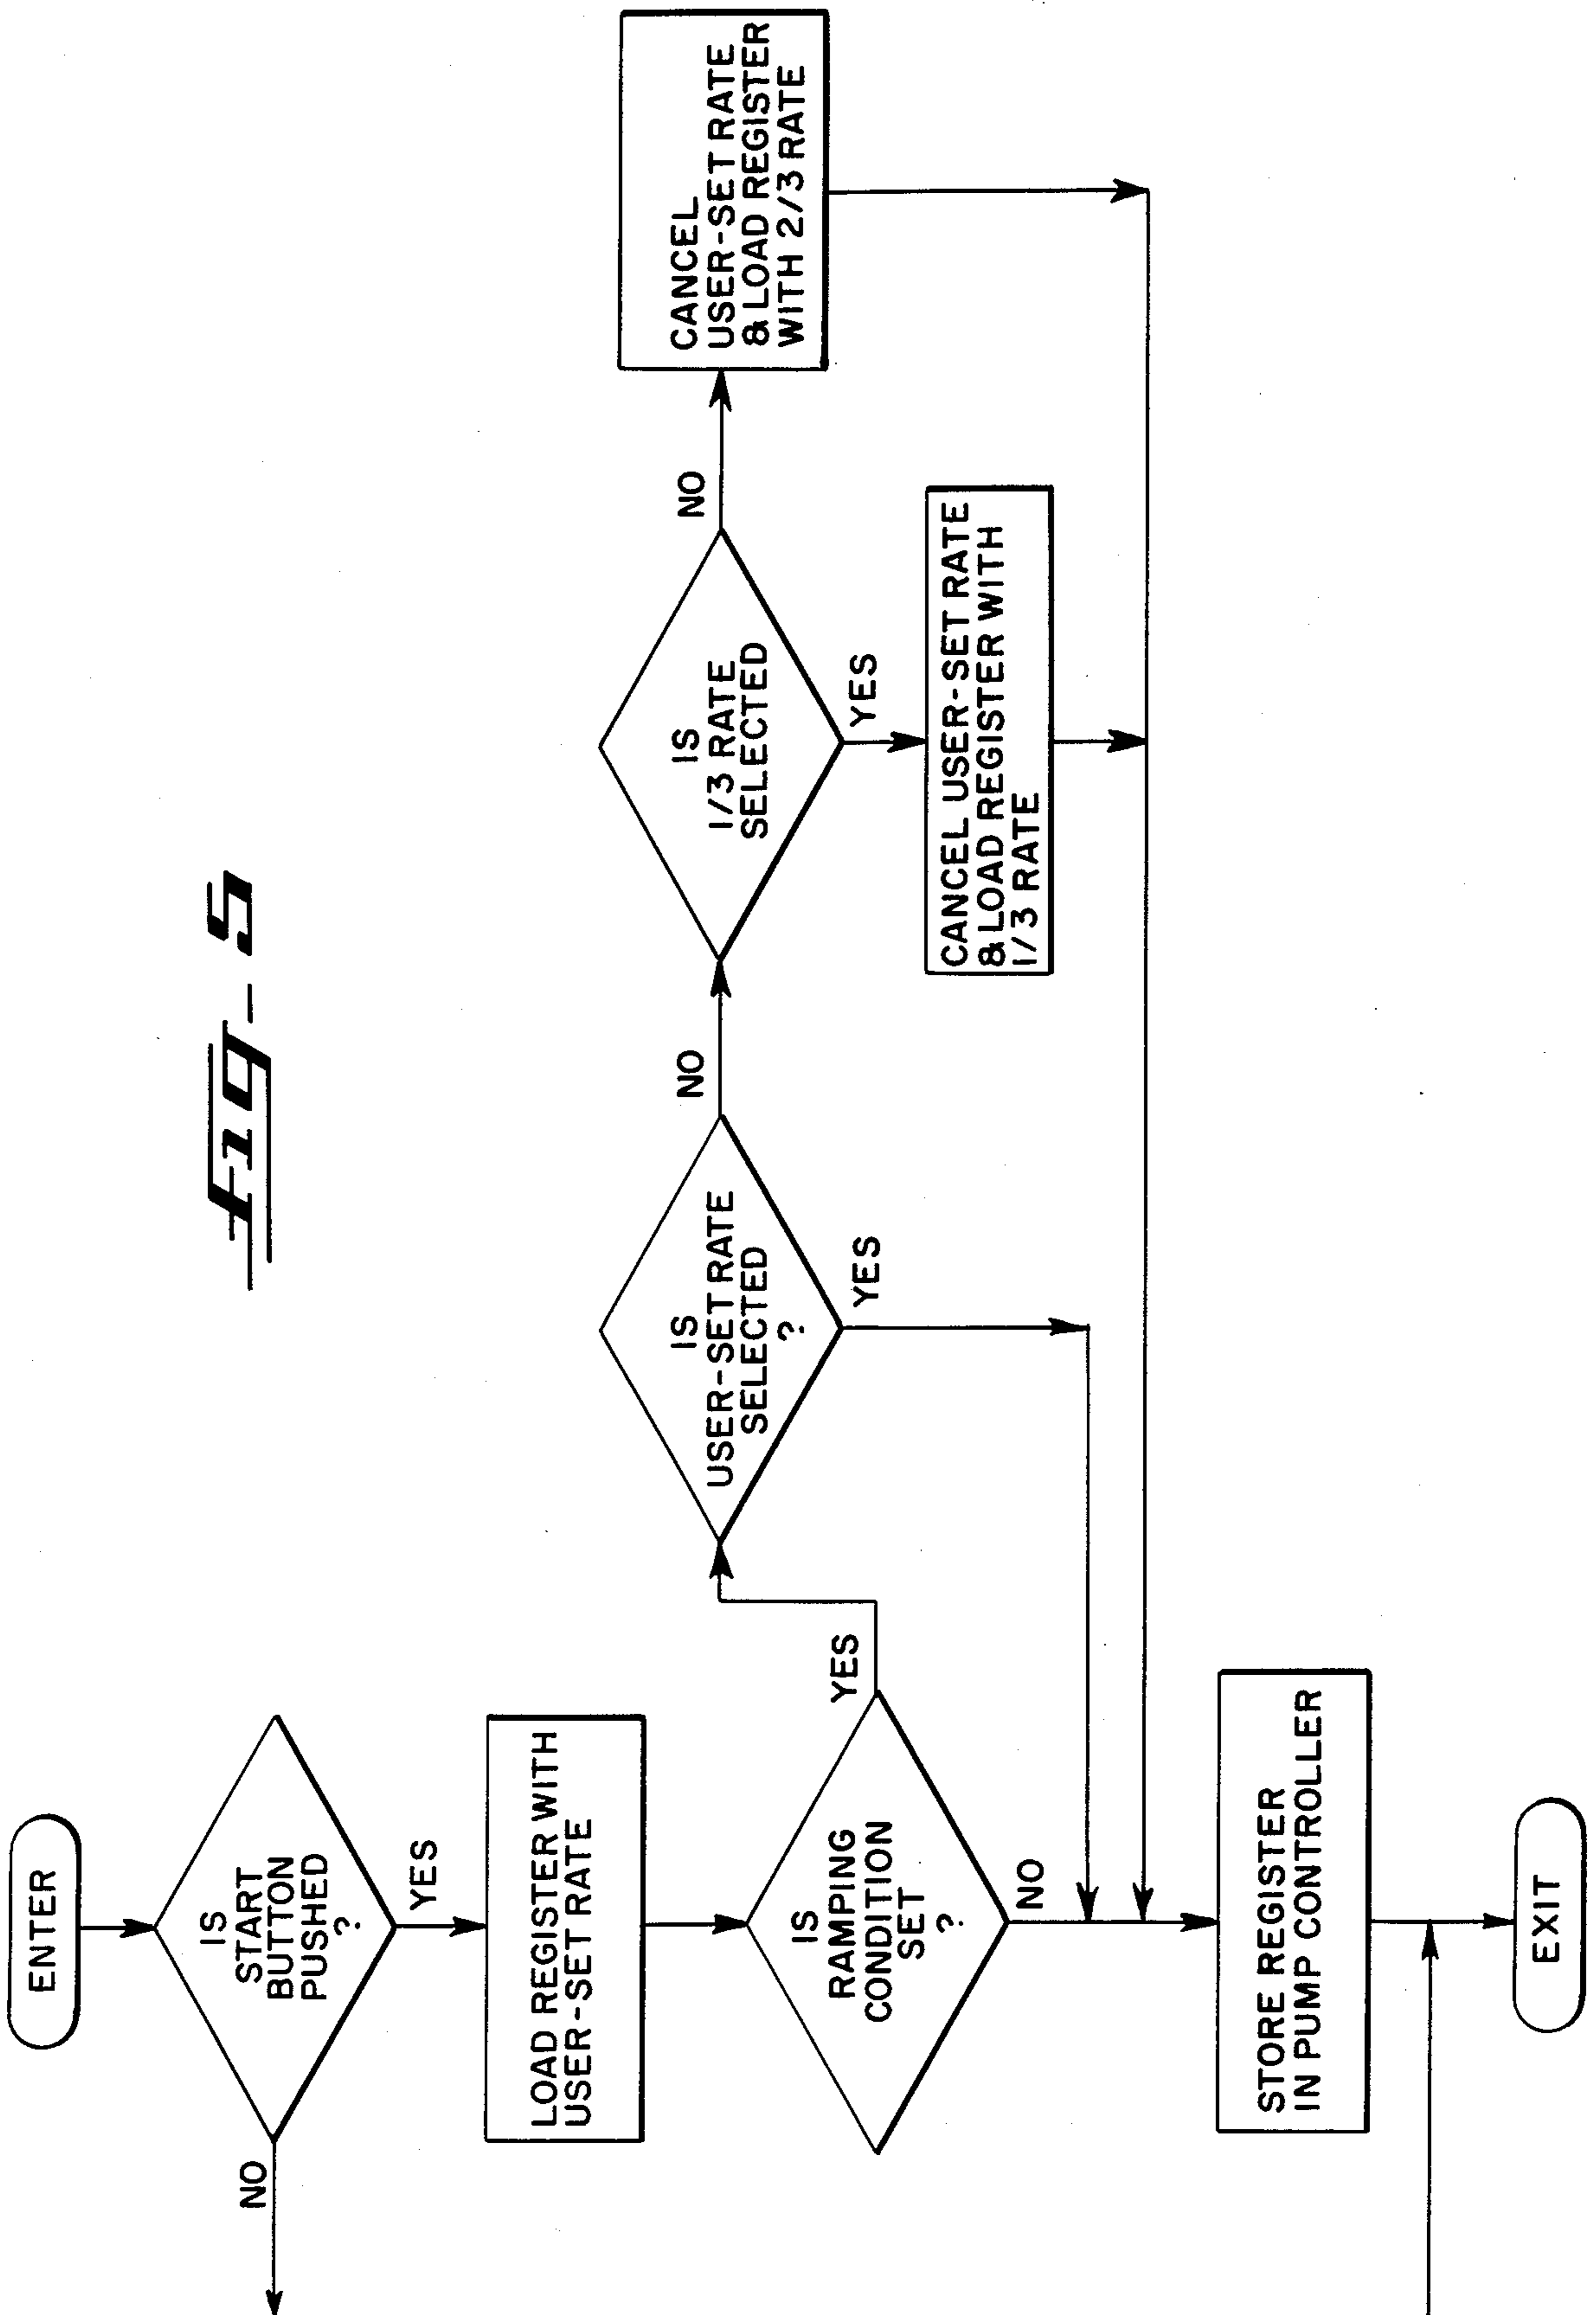 Fig-5
ENTER
IS
START
BUTTON
PUSHED
?
NO
YES
LOAD REGISTER WITH
USER-SET RATE
IS
RAMPING
CONDITION
SET
?
YES
NO
IS
USER-SET RATE
SELECTED
?
NO
YES
IS
1/3 RATE
SELECTED
NO
YES
CANCEL
USER-SET RATE
& LOAD REGISTER
WITH 2/3 RATE
CANCEL USER-SET RATE
& LOAD REGISTER WITH
1/3 RATE
STORE REGISTER
IN PUMP CONTROLLER
EXIT